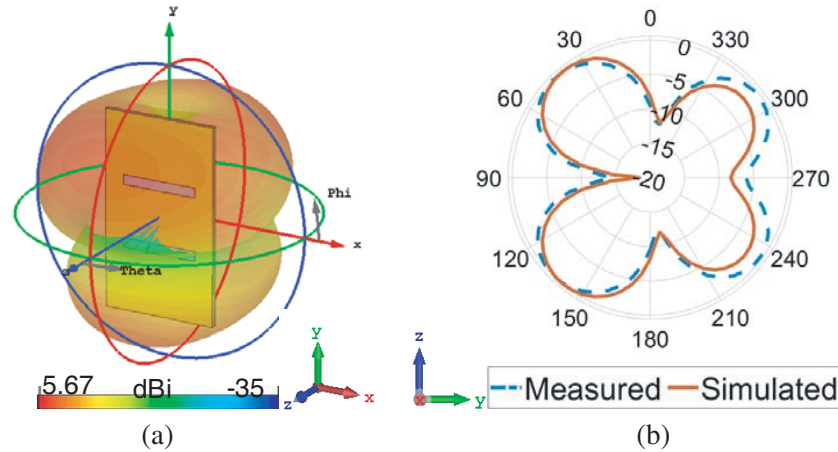 y
Phi
x
z
Theta
5.67 dBi -35
y
x
z
(a)
0
30 330
60 300
90 270
120 240
150 210
180
0
-5
-10
-15
-20
z
x y
Measured Simulated
(b)